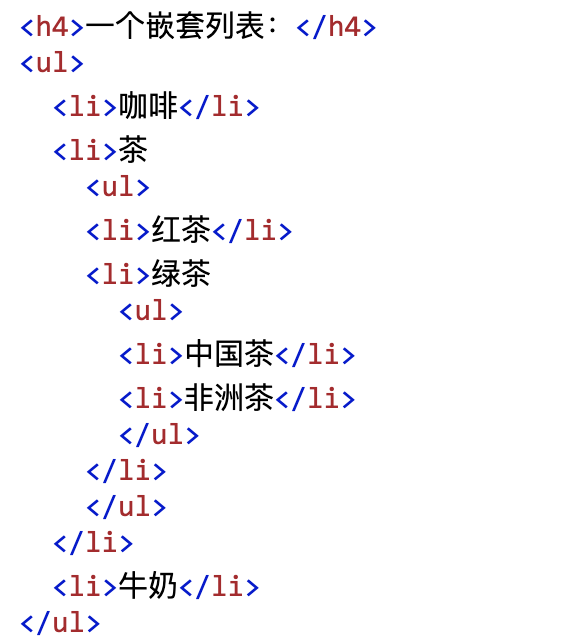 <h4>一个嵌套列表：</h4>
<ul>
  <li>咖啡</li>
  <li>茶
    <ul>
    <li>红茶</li>
    <li>绿茶
      <ul>
      <li>中国茶</li>
      <li>非洲茶</li>
      </ul>
    </li>
    </ul>
  </li>
  <li>牛奶</li>
</ul>